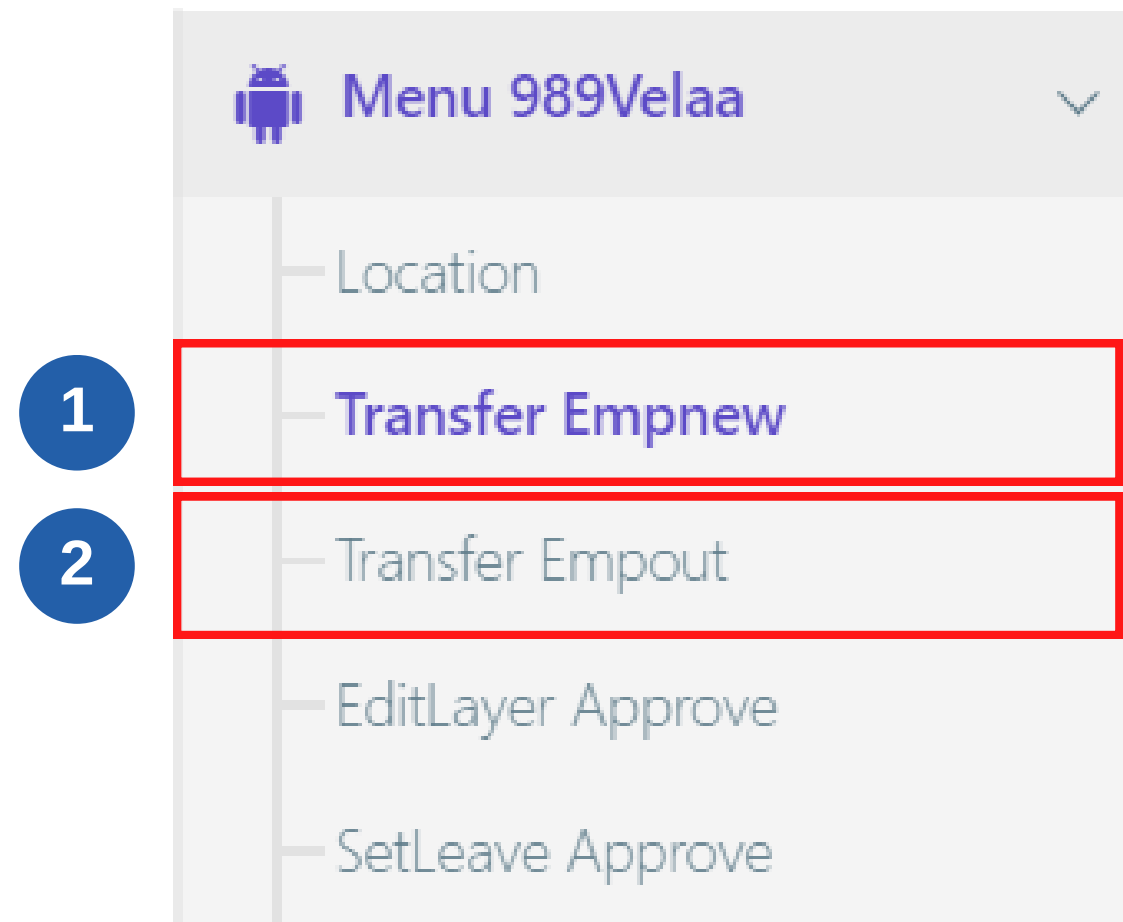 Menu 989Velaa
Location
1
Transfer Empnew
2
Transfer Empout
EditLayer Approve
SetLeave Approve